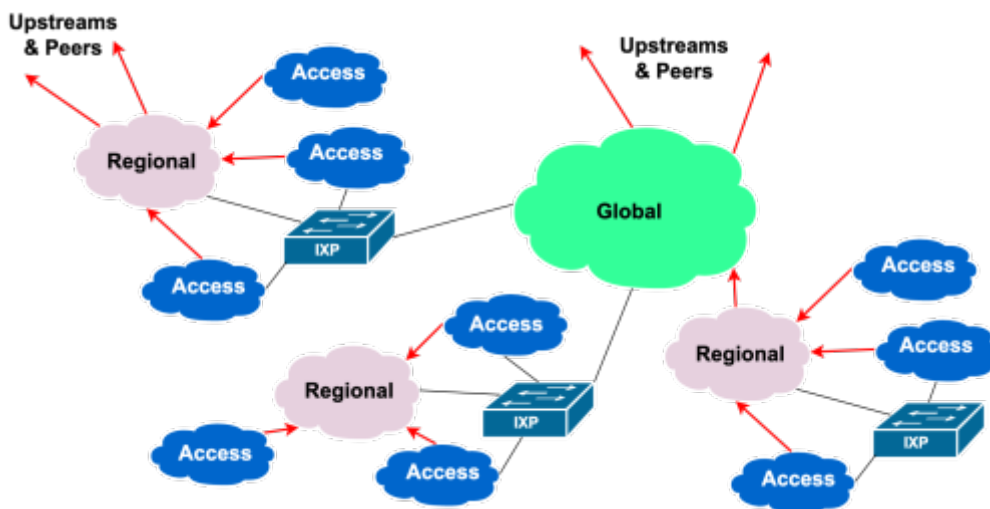 Upstreams
& Peers
Access
Access
Regional
IXP
Access
Upstreams
& Peers
Global
Access
Access
Regional
IXP
Access
Access
Regional
IXP
Access
Access
Access